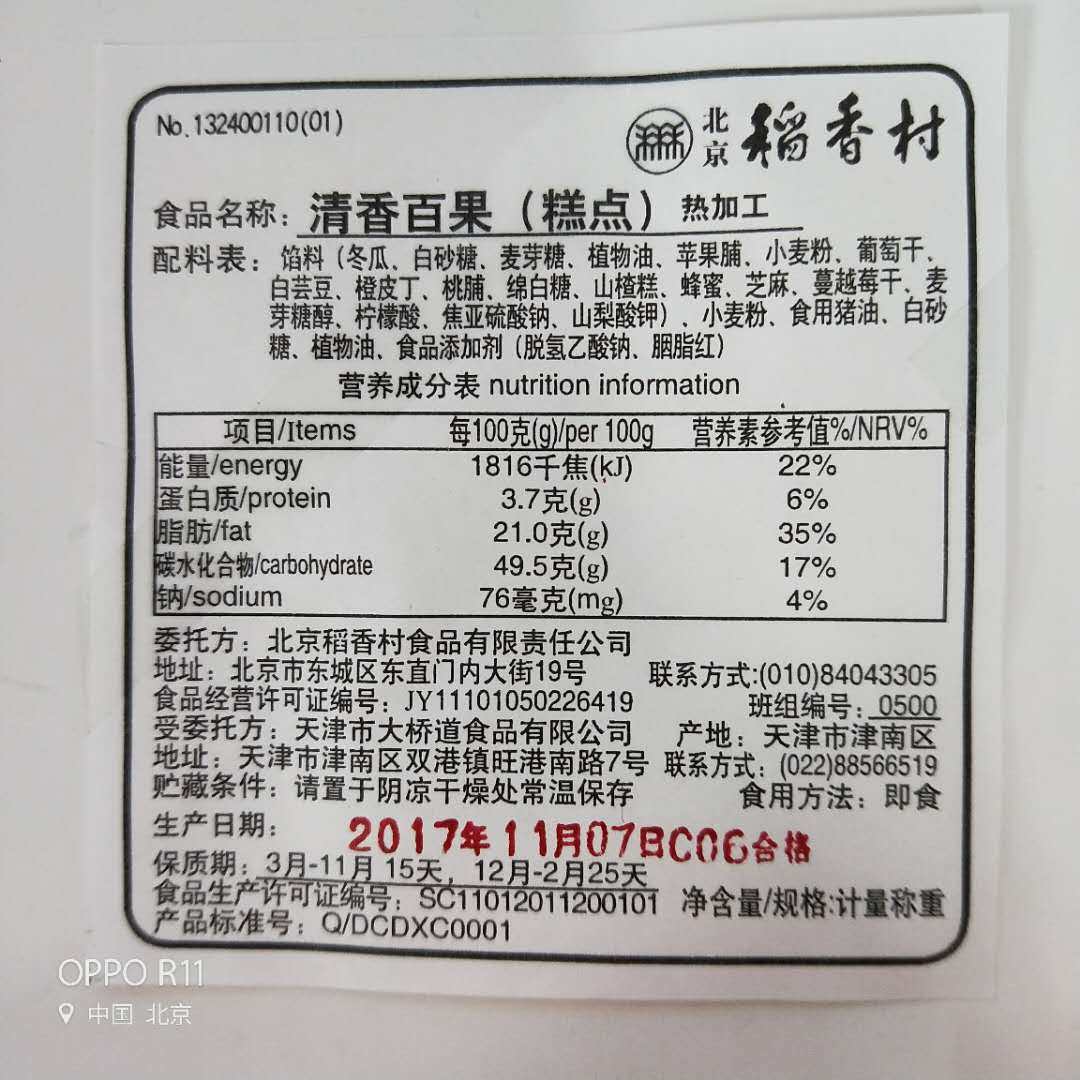 No.132400110(01)
北京 稻香村
食品名称：清香百果（糕点）热加工
配料表：馅料（冬瓜、白砂糖、麦芽糖、植物油、苹果脯、小麦粉、葡萄干、
白芸豆、橙皮丁、桃脯、绵白糖、山楂糕、蜂蜜、芝麻、蔓越莓干、麦
芽糖醇、柠檬酸、焦亚硫酸钠、山梨酸钾）、小麦粉、食用猪油、白砂
糖、植物油、食品添加剂（脱氢乙酸钠、胭脂红）
营养成分表 nutrition information
项目/Items 每100克(g)/per 100g 营养素参考值%/NRV%
能量/energy 1816千焦(kJ) 22%
蛋白质/protein 3.7克(g) 6%
脂肪/fat 21.0克(g) 35%
碳水化合物/carbohydrate 49.5克(g) 17%
钠/sodium 76毫克(mg) 4%
委托方：北京稻香村食品有限责任公司
地址：北京市东城区东直门内大街19号 联系方式:(010)84043305
食品经营许可证编号：JY11101050226419 班组编号：0500
受委托方：天津市大桥道食品有限公司 产地：天津市津南区
地址：天津市津南区双港镇旺港南路7号 联系方式：(022)88566519
贮藏条件：请置于阴凉干燥处常温保存 食用方法：即食
生产日期：2017年11月07日C06合格
保质期：3月-11月 15天，12月-2月25天
食品生产许可证编号：SC11012011200101 净含量/规格:计量称重
产品标准号：Q/DCDXC0001
OPPO R11
中国 北京